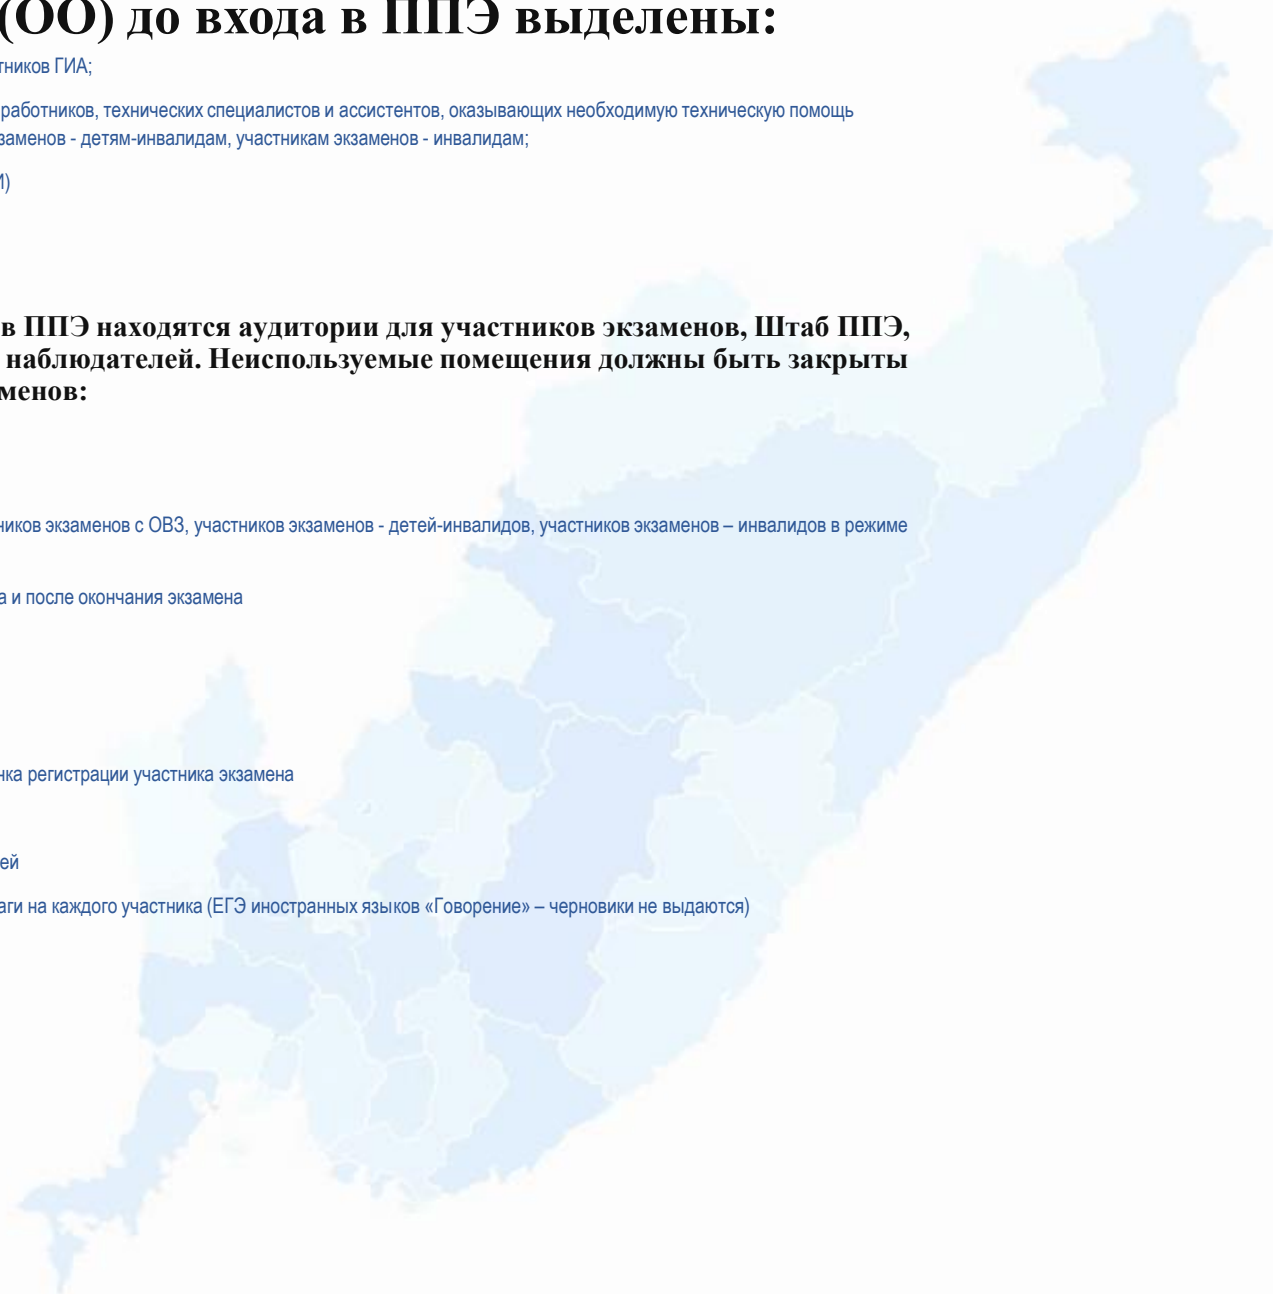 (ОО) до входа в ППЭ выделены:
тников ГИА;
работников, технических специалистов и ассистентов, оказывающих необходимую техническую помощь
заменов - детям-инвалидам, участникам экзаменов - инвалидам;
в ППЭ находятся аудитории для участников экзаменов, Штаб ППЭ,
наблюдателей. Неиспользуемые помещения должны быть закрыты
менов:
ников экзаменов с ОВЗ, участников экзаменов - детей-инвалидов, участников экзаменов – инвалидов в режиме
а и после окончания экзамена
нка регистрации участника экзамена
ей
аги на каждого участника (ЕГЭ иностранных языков «Говорение» – черновики не выдаются)